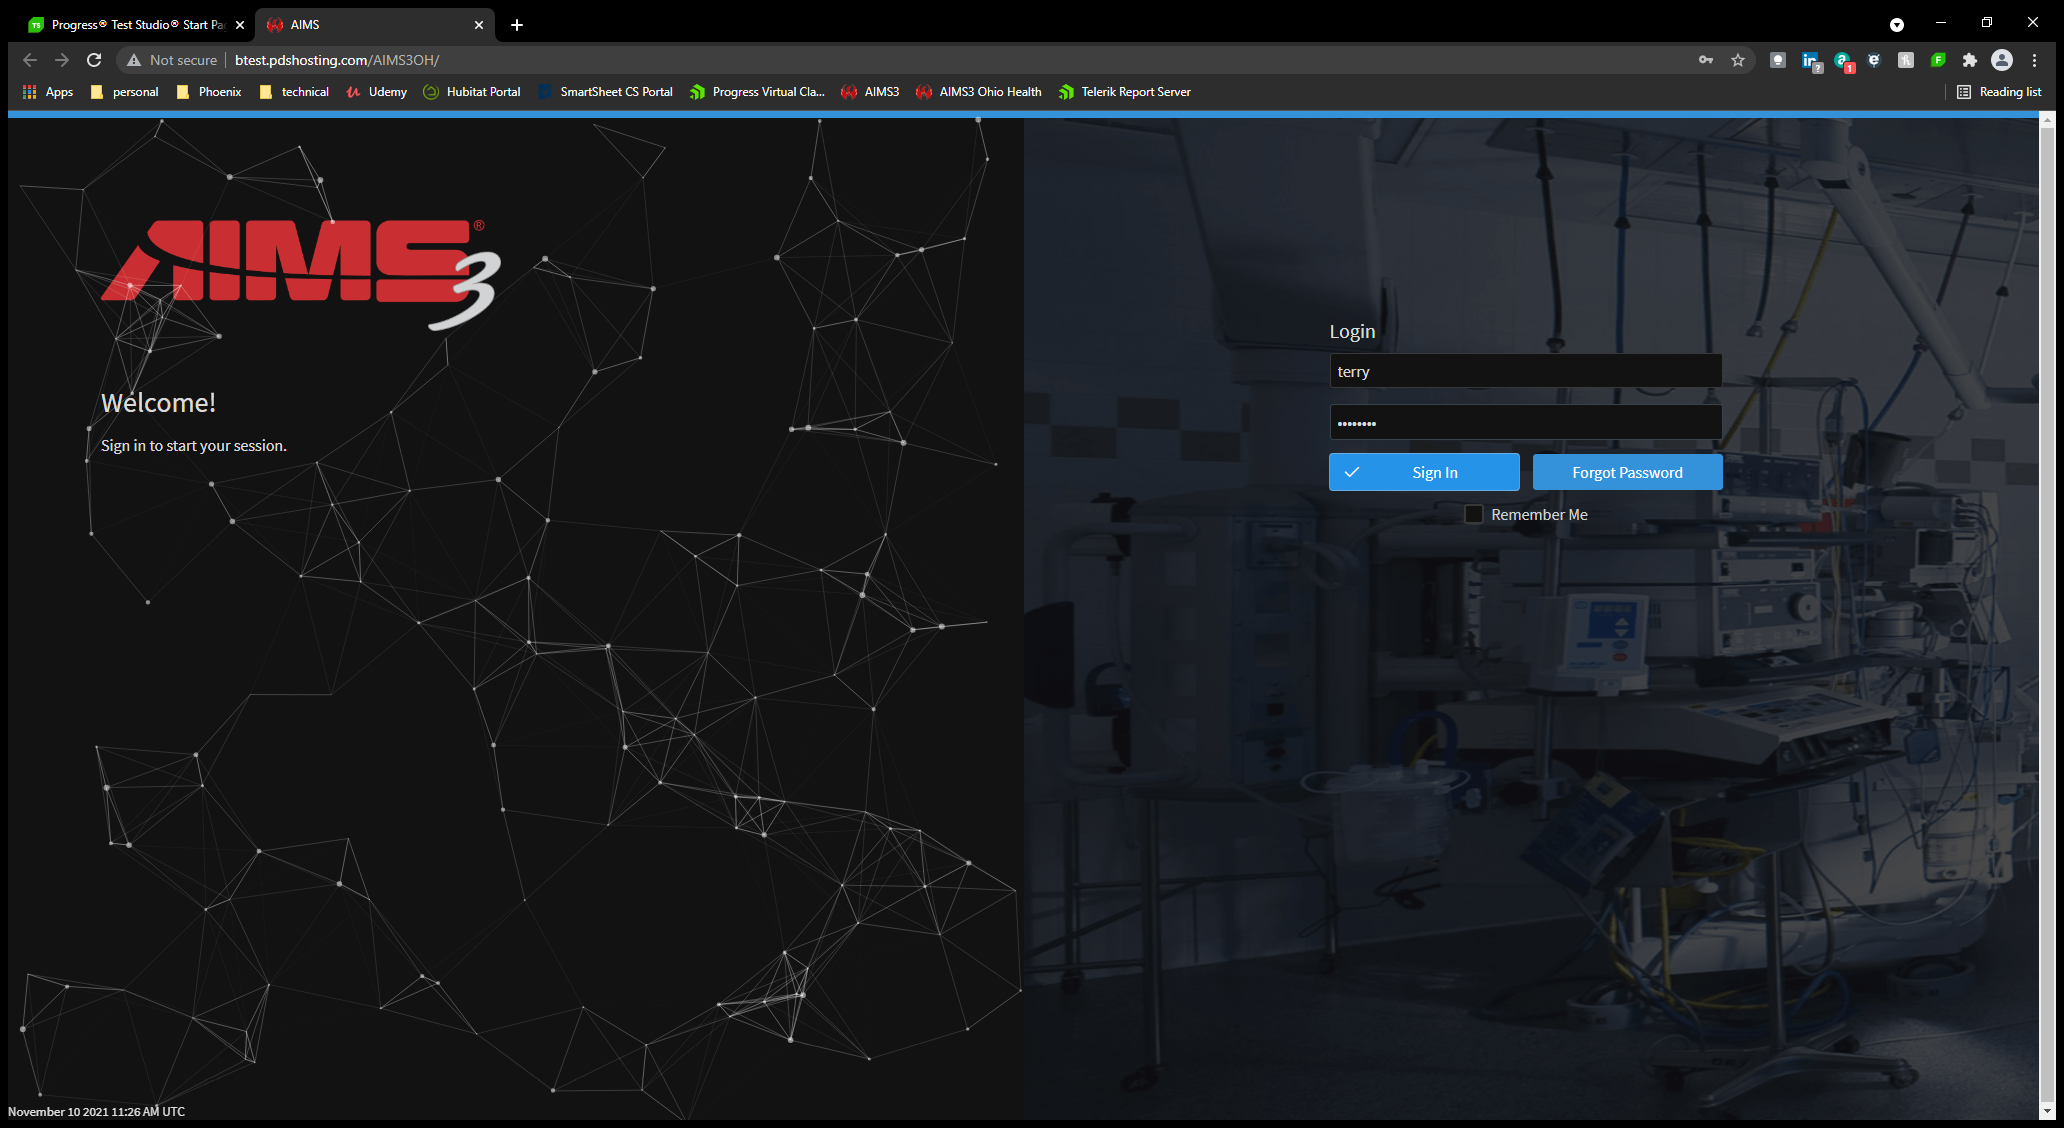 Progress® Test Studio® Start Pa
AIMS
Not secure
btest.pdshosting.com/AIMS3OH/
Apps
personal
Phoenix
technical
Udemy
Hubitat Portal
SmartSheet CS Portal
Progress Virtual Cla...
AIMS3
AIMS3 Ohio Health
Telerik Report Server
Reading list
AIMS®3
Welcome!
Sign in to start your session.
Login
terry
••••••••
Sign In
Forgot Password
Remember Me
November 10 2021 11:26 AM UTC